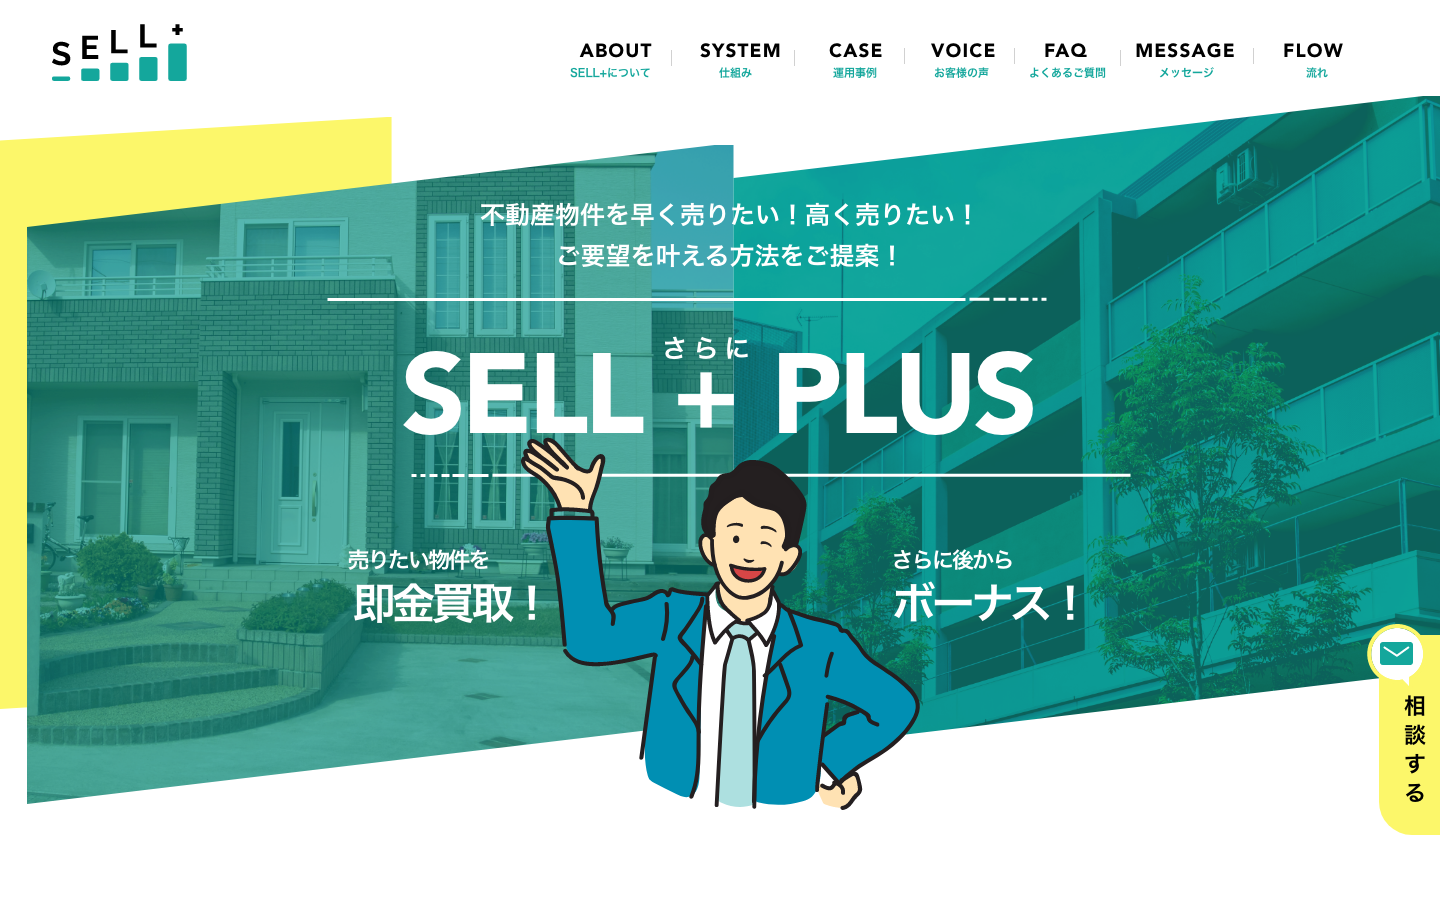 SELL+
ABOUT
SELL+について
SYSTEM
仕組み
CASE
運用事例
VOICE
お客様の声
FAQ
よくあるご質問
MESSAGE
メッセージ
FLOW
流れ
不動産物件を早く売りたい！高く売りたい！
ご要望を叶える方法をご提案！
さらに
SELL + PLUS
売りたい物件を
即金買取！
さらに後から
ボーナス！
相談する